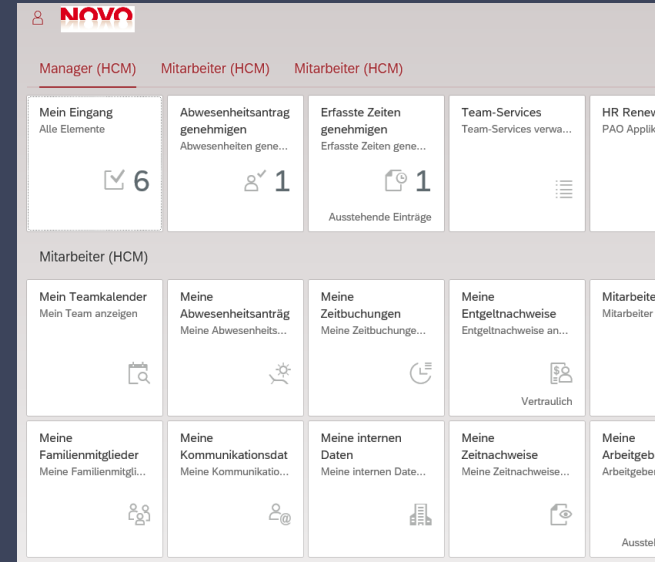 NOVO
Manager (HCM) Mitarbeiter (HCM) Mitarbeiter (HCM)
Mein Eingang
Alle Elemente
6
Abwesenheitsantrag
genehmigen
Abwesenheiten gene...
1
Erfasste Zeiten
genehmigen
Erfasste Zeiten gene...
1
Ausstehende Einträge
Team-Services
Team-Services verwa...
HR Renew
PAO Applik
Mitarbeiter (HCM)
Mein Teamkalender
Mein Team anzeigen
Meine
Abwesenheitsanträg
Meine Abwesenheits...
Meine
Zeitbuchungen
Meine Zeitbuchunge...
Meine
Entgeltnachweise
Entgeltnachweise an...
Vertraulich
Mitarbeite
Mitarbeiter
Meine
Familienmitglieder
Meine Familienmitgli...
Meine
Kommunikationsdat
Meine Kommunikatio...
Meine internen
Daten
Meine internen Date...
Meine
Zeitnachweise
Meine Zeitnachweise...
Meine
Arbeitgeb
Arbeitgeber
Ausste